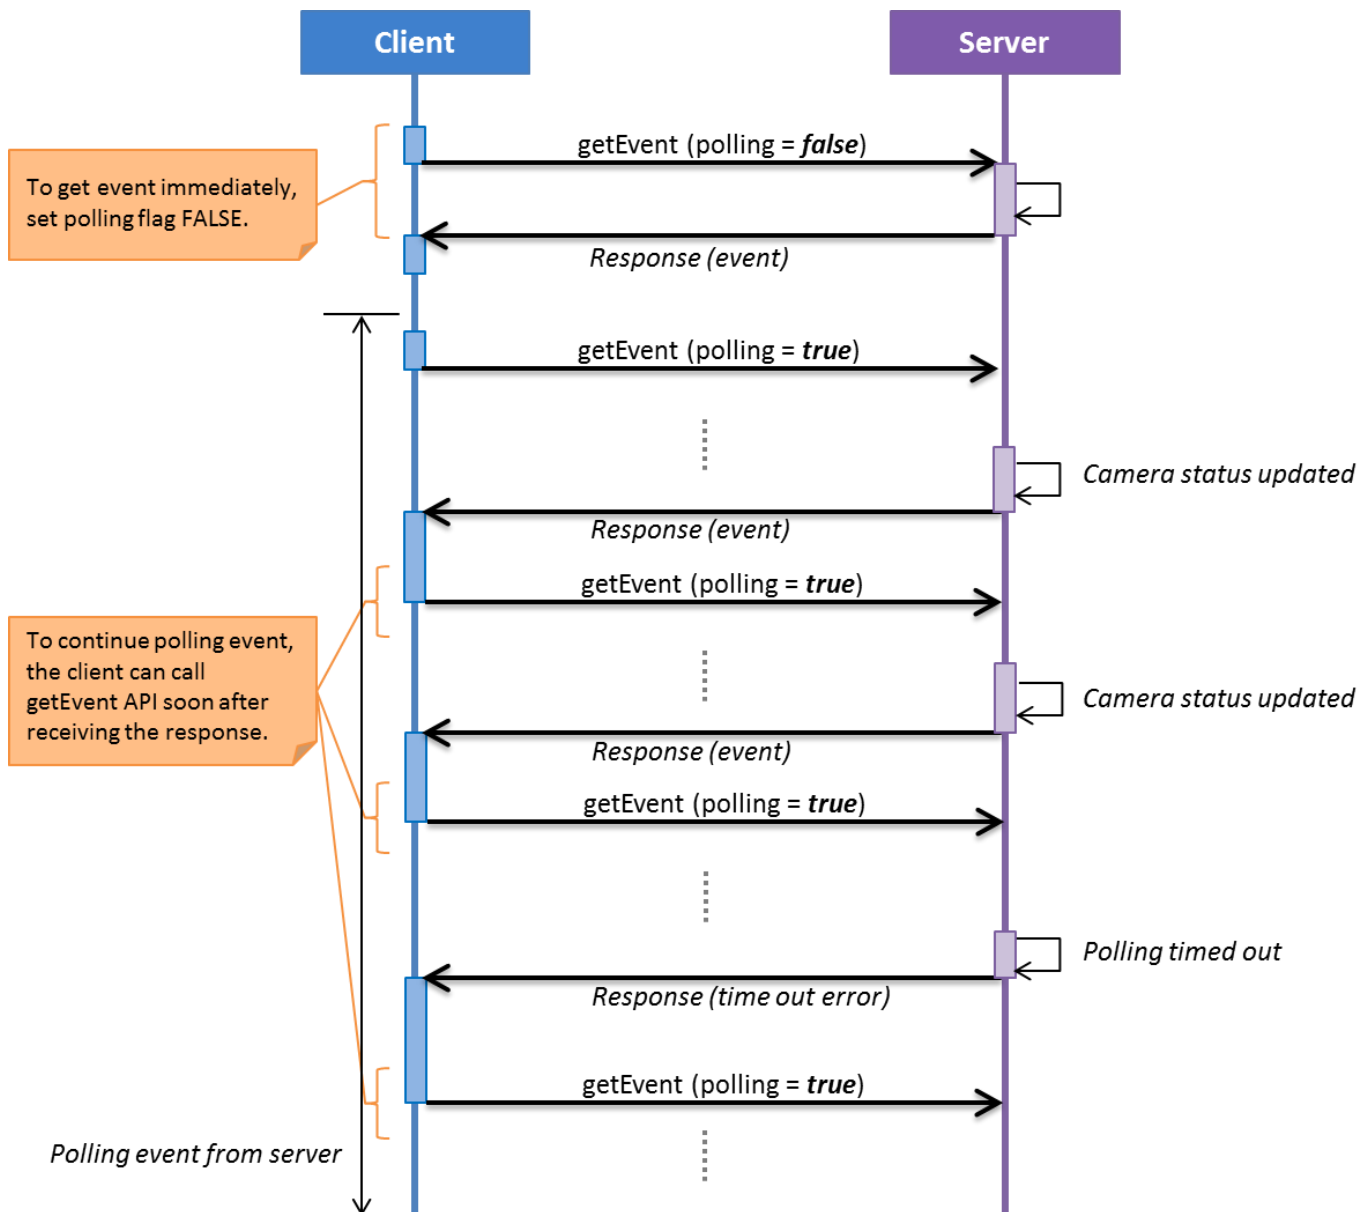 Client
Server
getEvent (polling = false)
To get event immediately,
set polling flag FALSE.
Response (event)
getEvent (polling = true)
Camera status updated
Response (event)
getEvent (polling = true)
To continue polling event,
the client can call
getEvent API soon after
receiving the response.
Camera status updated
Response (event)
getEvent (polling = true)
Polling timed out
Response (time out error)
getEvent (polling = true)
Polling event from server